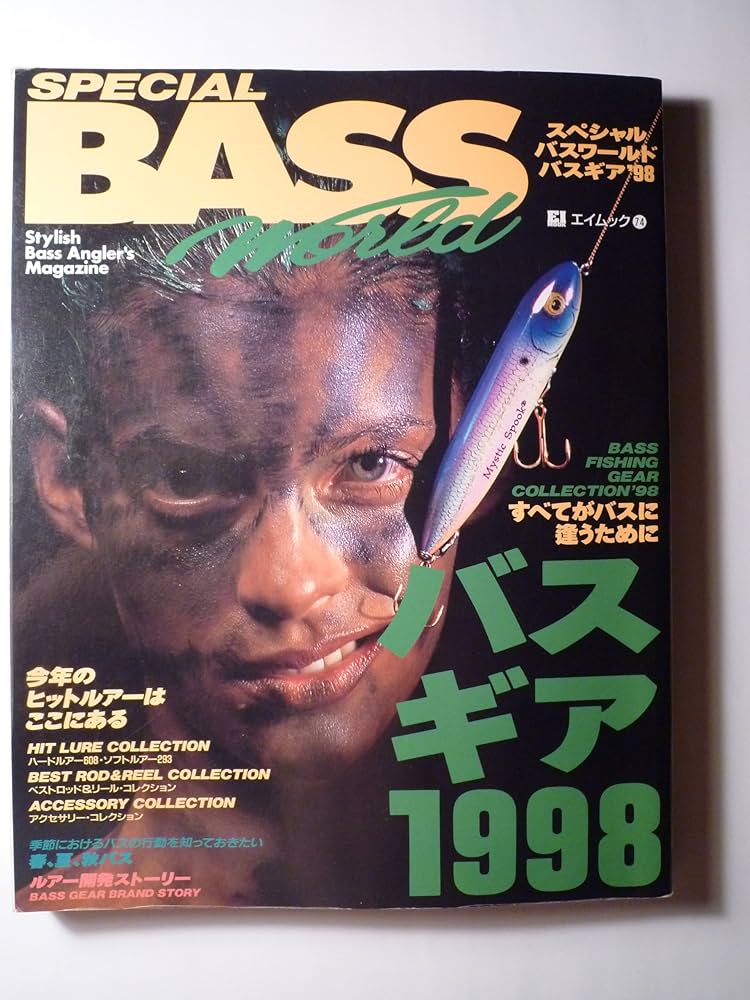 SPECIAL
BASS
World
Stylish
Bass Angler's
Magazine
スペシャル
バスワールド
バスギア'98
EI
エイムック74
Mystic Spook®
BASS
FISHING
GEAR
COLLECTION'98
すべてがバスに
逢うために
バス
ギア
1998
今年の
ヒットルアーは
ここにある
HIT LURE COLLECTION
ハードルアー608・ソフトルアー293
BEST ROD&REEL COLLECTION
ベストロッド&リール・コレクション
ACCESSORY COLLECTION
アクセサリー・コレクション
季節におけるバスの行動を知っておきたい
春、夏、秋バス
ルアー開発ストーリー
BASS GEAR BRAND STORY